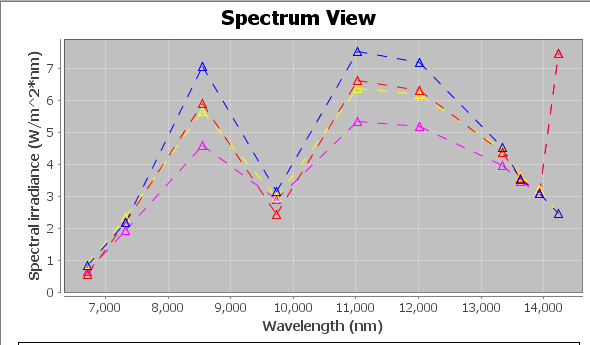 Spectrum View
Spectral irradiance (W/m^2*nm)
7
6
5
4
3
2
1
0
7,000 8,000 9,000 10,000 11,000 12,000 13,000 14,000
Wavelength (nm)